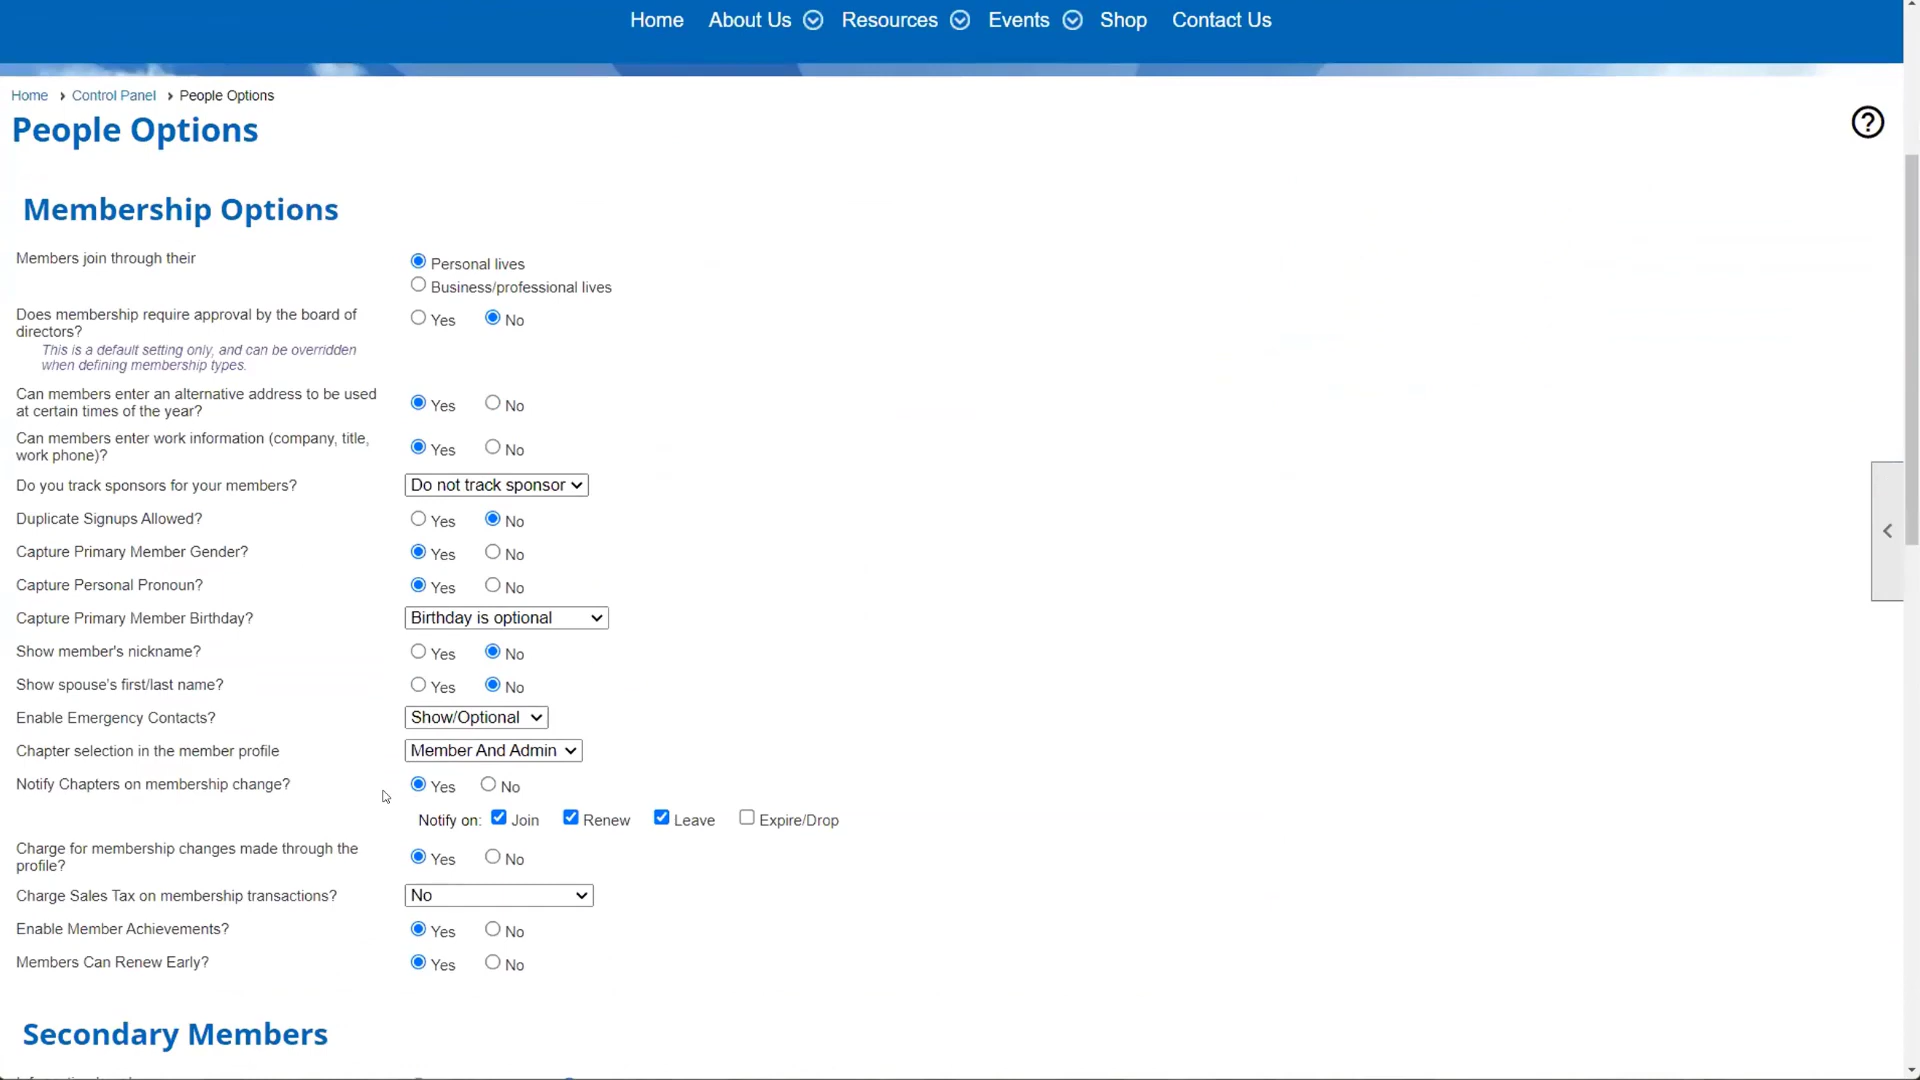 Home About Us Resources Events Shop Contact Us
Home › Control Panel › People Options
People Options
Membership Options
Members join through their
Personal lives
Business/professional lives
Does membership require approval by the board of
directors?
Yes No
This is a default setting only, and can be overridden
when defining membership types.
Can members enter an alternative address to be used
at certain times of the year?
Yes No
Can members enter work information (company, title,
work phone)?
Yes No
Do you track sponsors for your members? Do not track sponsor
Duplicate Signups Allowed? Yes No
Capture Primary Member Gender? Yes No
Capture Personal Pronoun? Yes No
Capture Primary Member Birthday? Birthday is optional
Show member's nickname? Yes No
Show spouse's first/last name? Yes No
Enable Emergency Contacts? Show/Optional
Chapter selection in the member profile Member And Admin
Notify Chapters on membership change? Yes No
Notify on: Join Renew Leave Expire/Drop
Charge for membership changes made through the
profile?
Yes No
Charge Sales Tax on membership transactions? No
Enable Member Achievements? Yes No
Members Can Renew Early? Yes No
Secondary Members